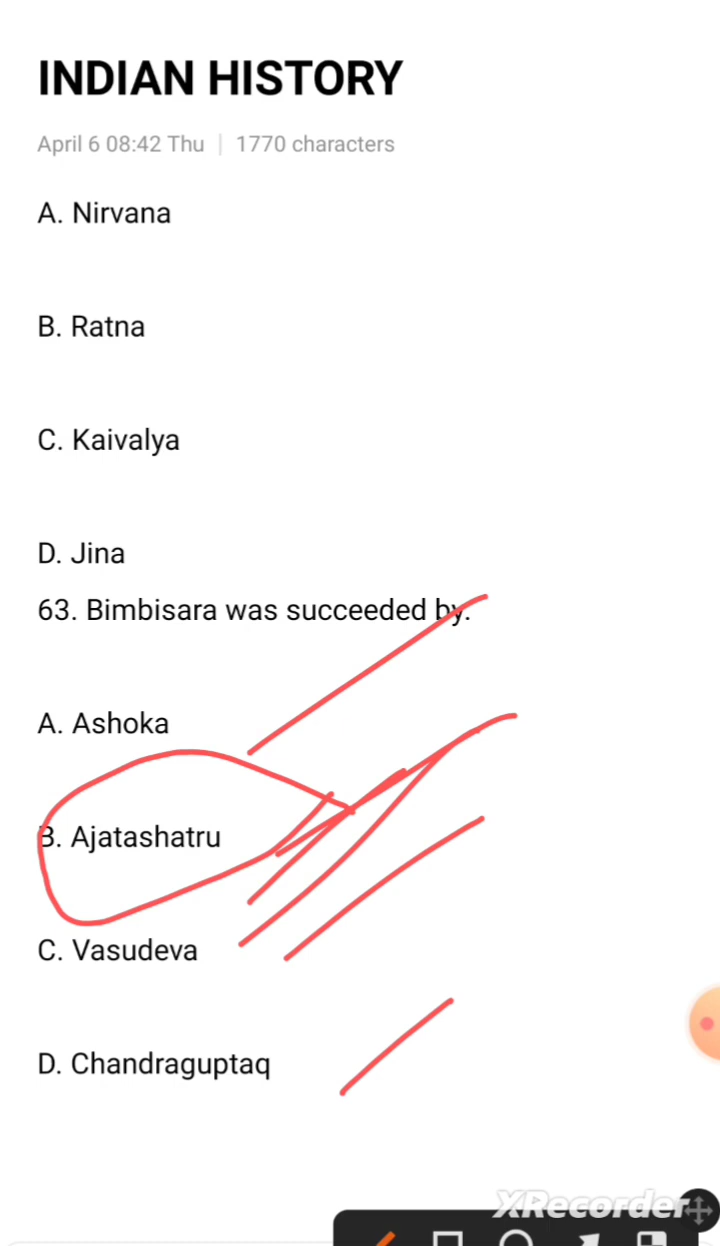 INDIAN HISTORY
April 6 08:42 Thu | 1770 characters
A. Nirvana
B. Ratna
C. Kaivalya
D. Jina
63. Bimbisara was succeeded by.
A. Ashoka
B. Ajatashatru
C. Vasudeva
D. Chandraguptaq
XRecorder